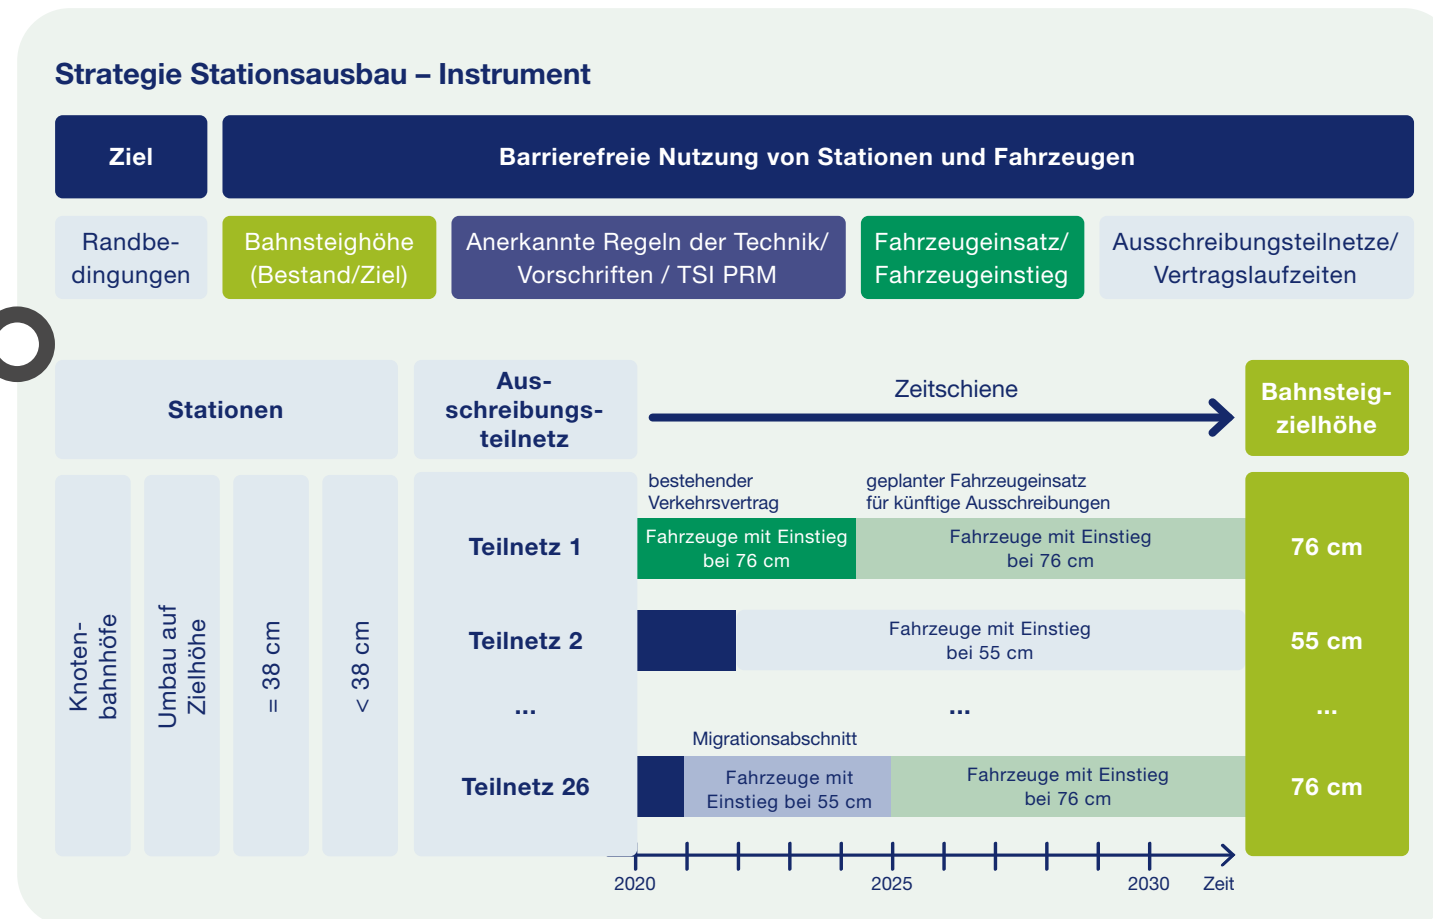 Strategie Stationsausbau – Instrument
Ziel
Barrierefreie Nutzung von Stationen und Fahrzeugen
Randbe-
dingungen
Bahnsteighöhe
(Bestand/Ziel)
Anerkannte Regeln der Technik/
Vorschriften / TSI PRM
Fahrzeugeinsatz/
Fahrzeugeinstieg
Ausschreibungsteilnetze/
Vertragslaufzeiten
Stationen
Aus-
schreibungs-
teilnetz
Zeitschiene
Bahnsteig-
zielhöhe
Knoten-
bahnhöfe
Umbau auf
Zielhöhe
= 38 cm
< 38 cm
bestehender
Verkehrsvertrag
geplanter Fahrzeugeinsatz
für künftige Ausschreibungen
Teilnetz 1
Fahrzeuge mit Einstieg
bei 76 cm
Fahrzeuge mit Einstieg
bei 76 cm
76 cm
Teilnetz 2
Fahrzeuge mit Einstieg
bei 55 cm
55 cm
...
...
...
Migrationsabschnitt
Teilnetz 26
Fahrzeuge mit
Einstieg bei 55 cm
Fahrzeuge mit Einstieg
bei 76 cm
76 cm
2020
2025
2030
Zeit